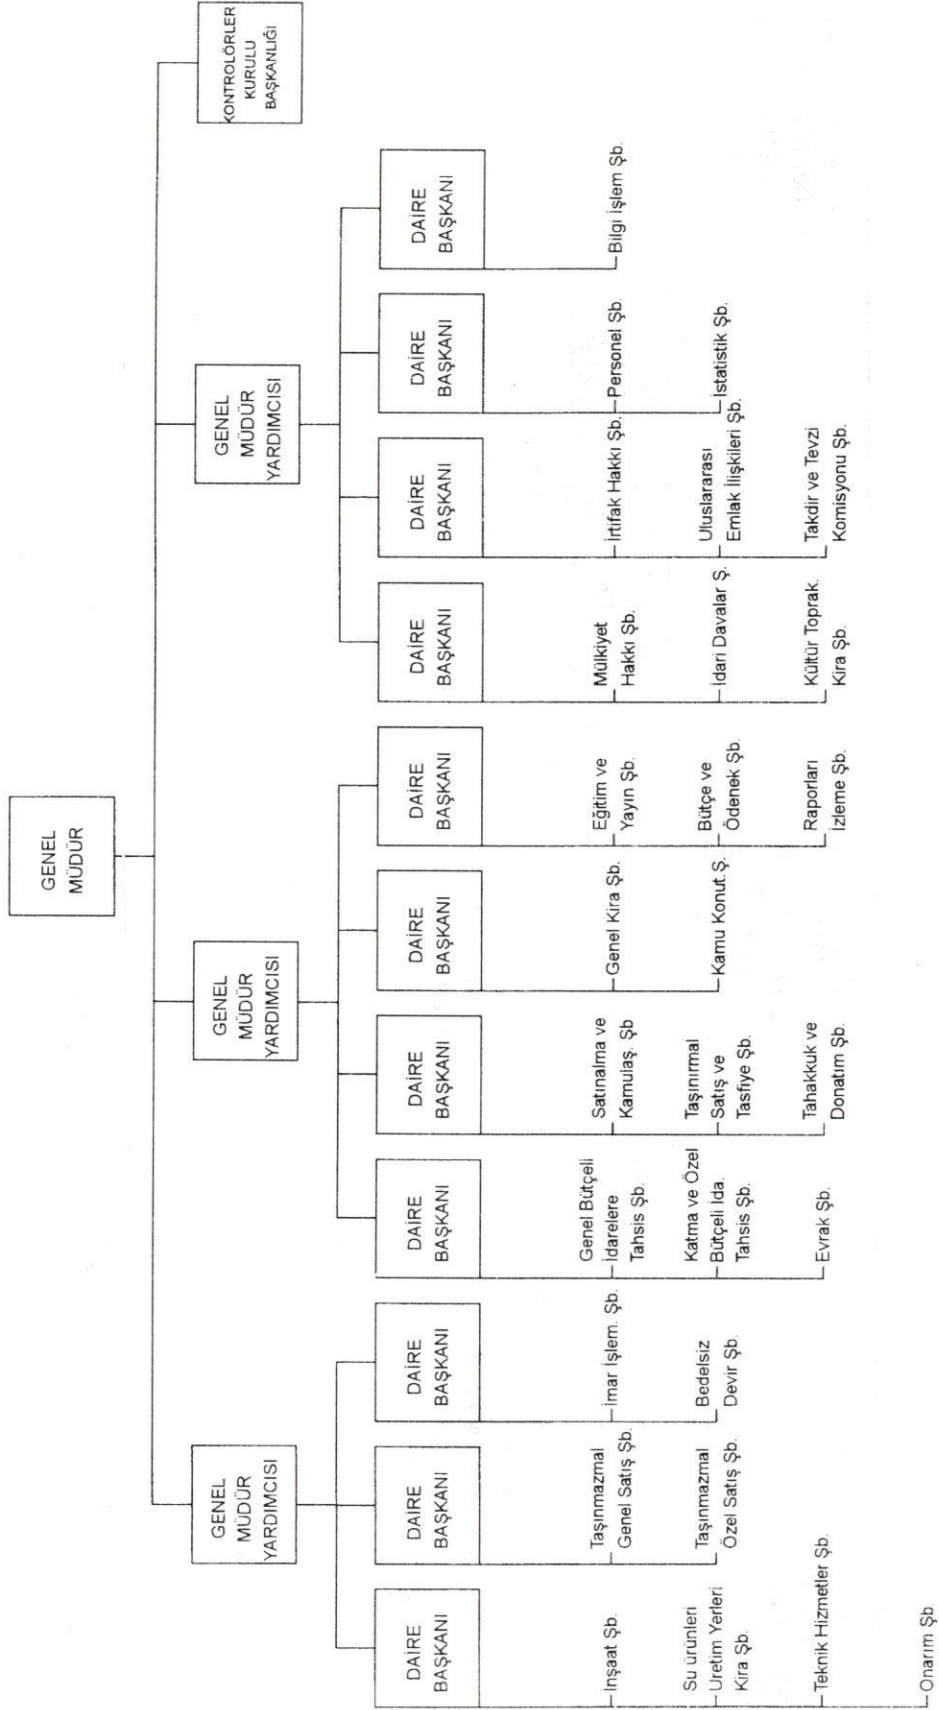 GENEL
MÜDÜR
GENEL
MÜDÜR
YARDIMCISI
GENEL
MÜDÜR
YARDIMCISI
GENEL
MÜDÜR
YARDIMCISI
KONTROLÖRLER
KURULU
BAŞKANLIĞI
DAİRE
BAŞKANI
DAİRE
BAŞKANI
DAİRE
BAŞKANI
DAİRE
BAŞKANI
DAİRE
BAŞKANI
DAİRE
BAŞKANI
DAİRE
BAŞKANI
DAİRE
BAŞKANI
DAİRE
BAŞKANI
DAİRE
BAŞKANI
DAİRE
BAŞKANI
İnşaat Şb.
Su ürünleri
Üretim Yerleri
Kira Şb.
Teknik Hizmetler Şb.
Onarım Şb.
Taşınmazmal
Genel Satış Şb.
Taşınmazmal
Özel Satış Şb.
İmar İşlem. Şb.
Bedelsiz
Devir Şb.
Genel Bütçeli
İdarelere
Tahsis Şb.
Katma ve Özel
Bütçeli İda.
Tahsis Şb.
Evrak Şb.
Satınalma ve
Kamulaş. Şb
Taşınırmal
Satış ve
Tasfiye Şb.
Tahakkuk ve
Donatım Şb.
Genel Kira Şb.
Kamu Konut.Ş.
Eğitim ve
Yayın Şb.
Bütçe ve
Ödenek Şb.
Raporları
İzleme Şb.
Mülkiyet
Hakkı Şb.
İdari Davalar Ş.
Kültür Toprak.
Kira Şb.
İrtifak Hakkı Şb.
Uluslararası
Emlak İlişkileri Şb.
Takdir ve Tevzi
Komisyonu Şb.
Personel Şb.
İstatistik Şb.
Bilgi İşlem Şb.